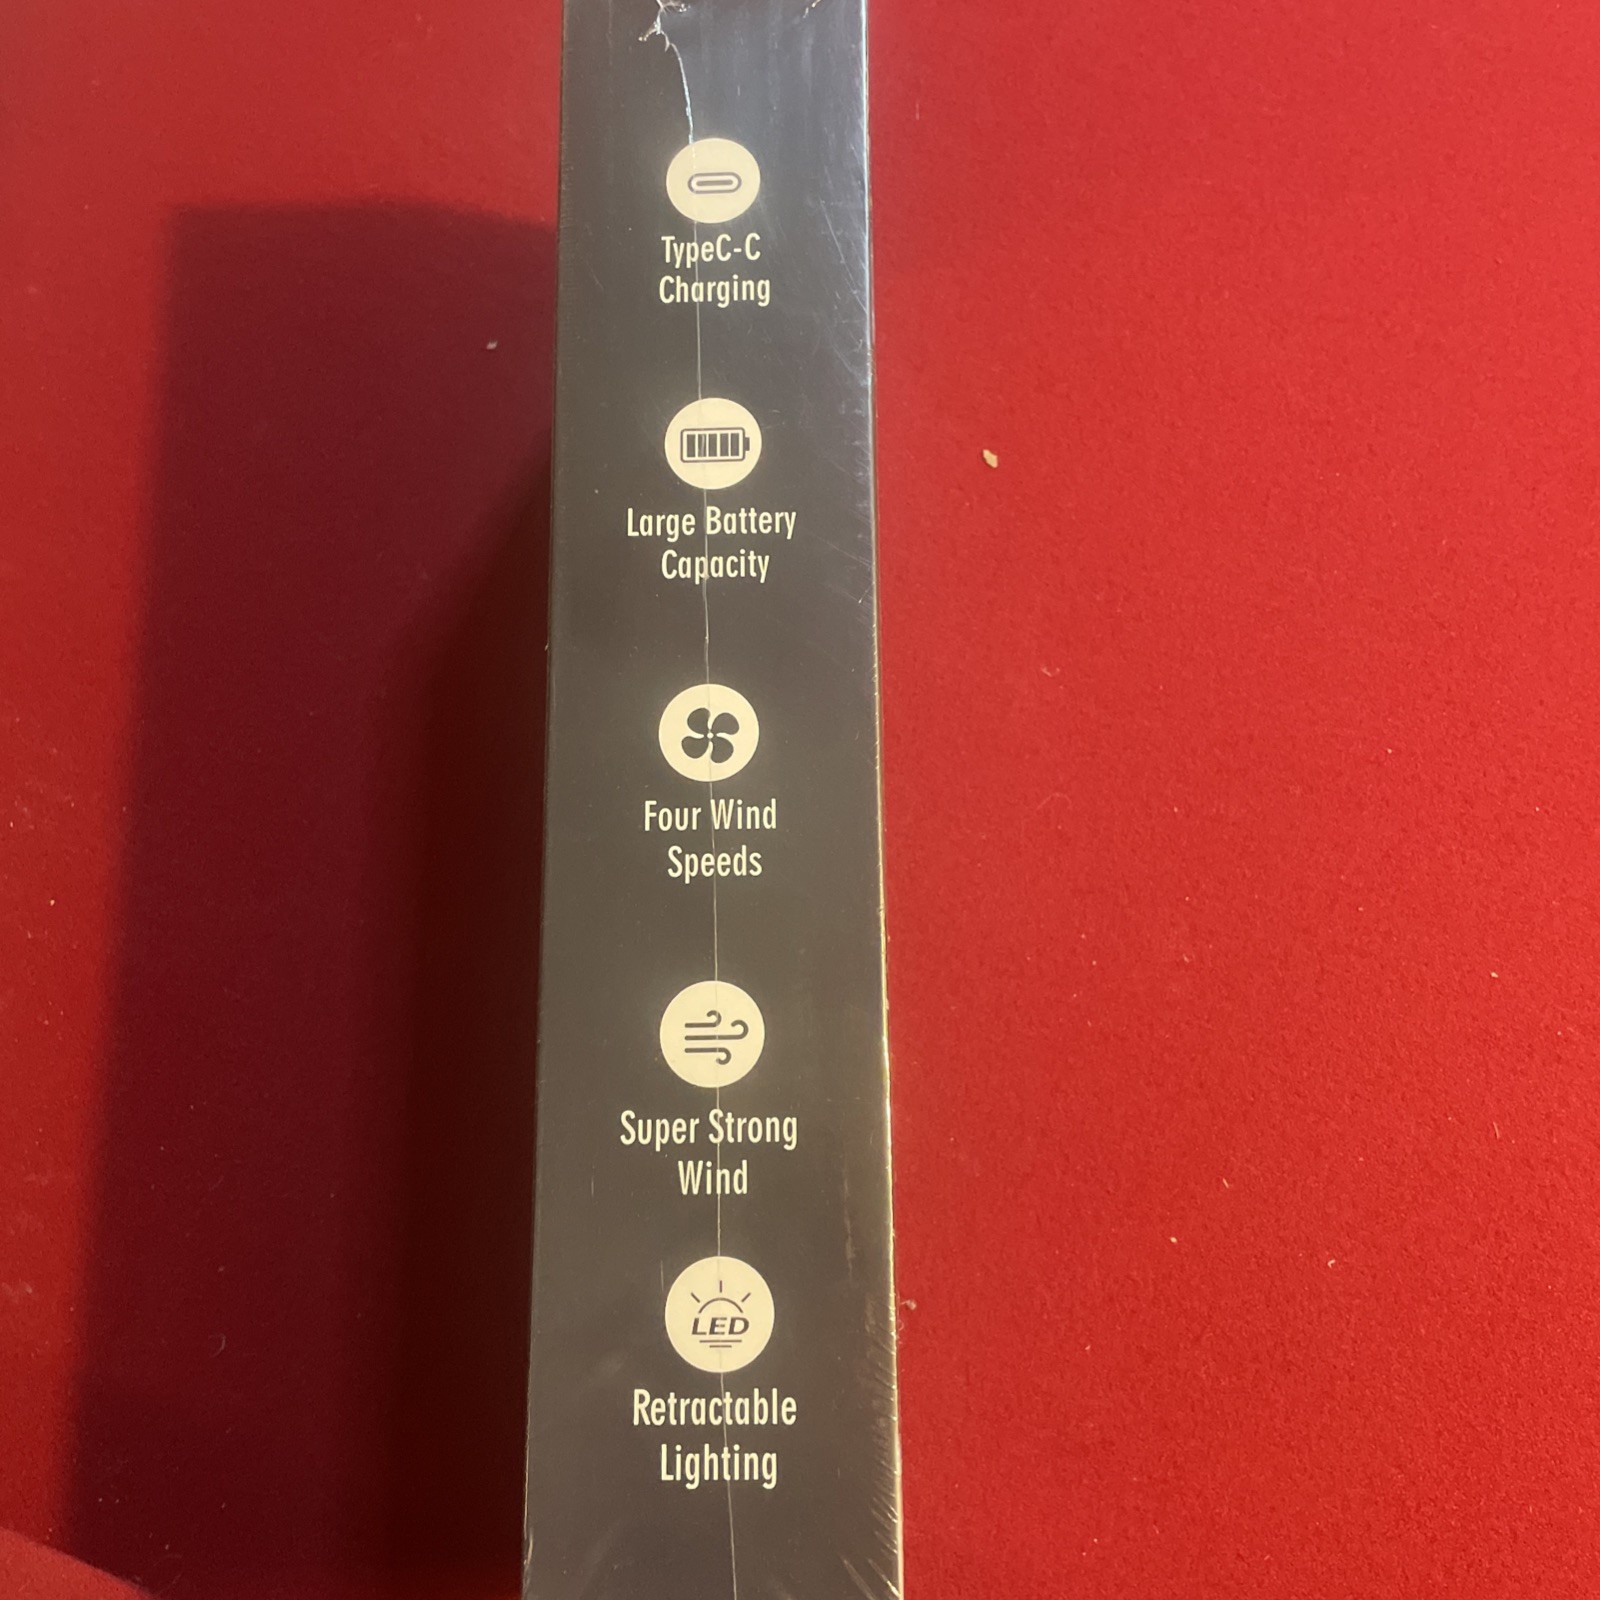 TypeC-C
Charging
Large Battery
Capacity
Four Wind
Speeds
Super Strong
Wind
LED
Retractable
Lighting